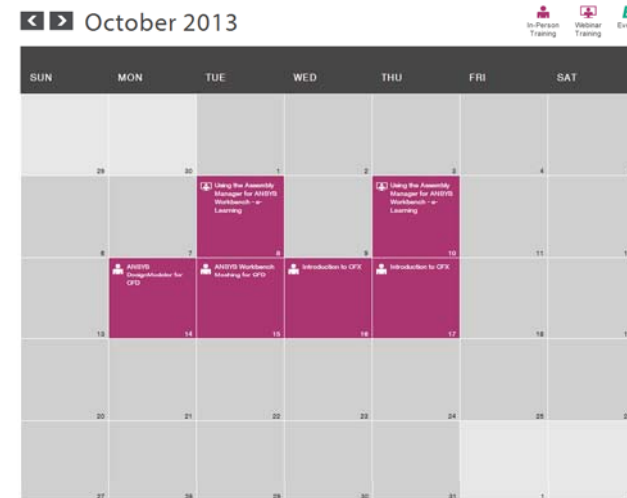 October 2013
In-Person
Training
Webinar
Training
SUN MON TUE WED THU FRI SAT
29 30 1 2 3 4
Using the Assembly
Manager for ANSYS
Workbench - e-
Learning
Using the Assembly
Manager for ANSYS
Workbench - e-
Learning
6 7 8 9 10 11
ANSYS
DesignModeler for
CFD
ANSYS Workbench
Meshing for CFD
Introduction to CFX
Introduction to CFX
13 14 15 16 17 18
20 21 22 23 24 25
27 28 29 30 31 1